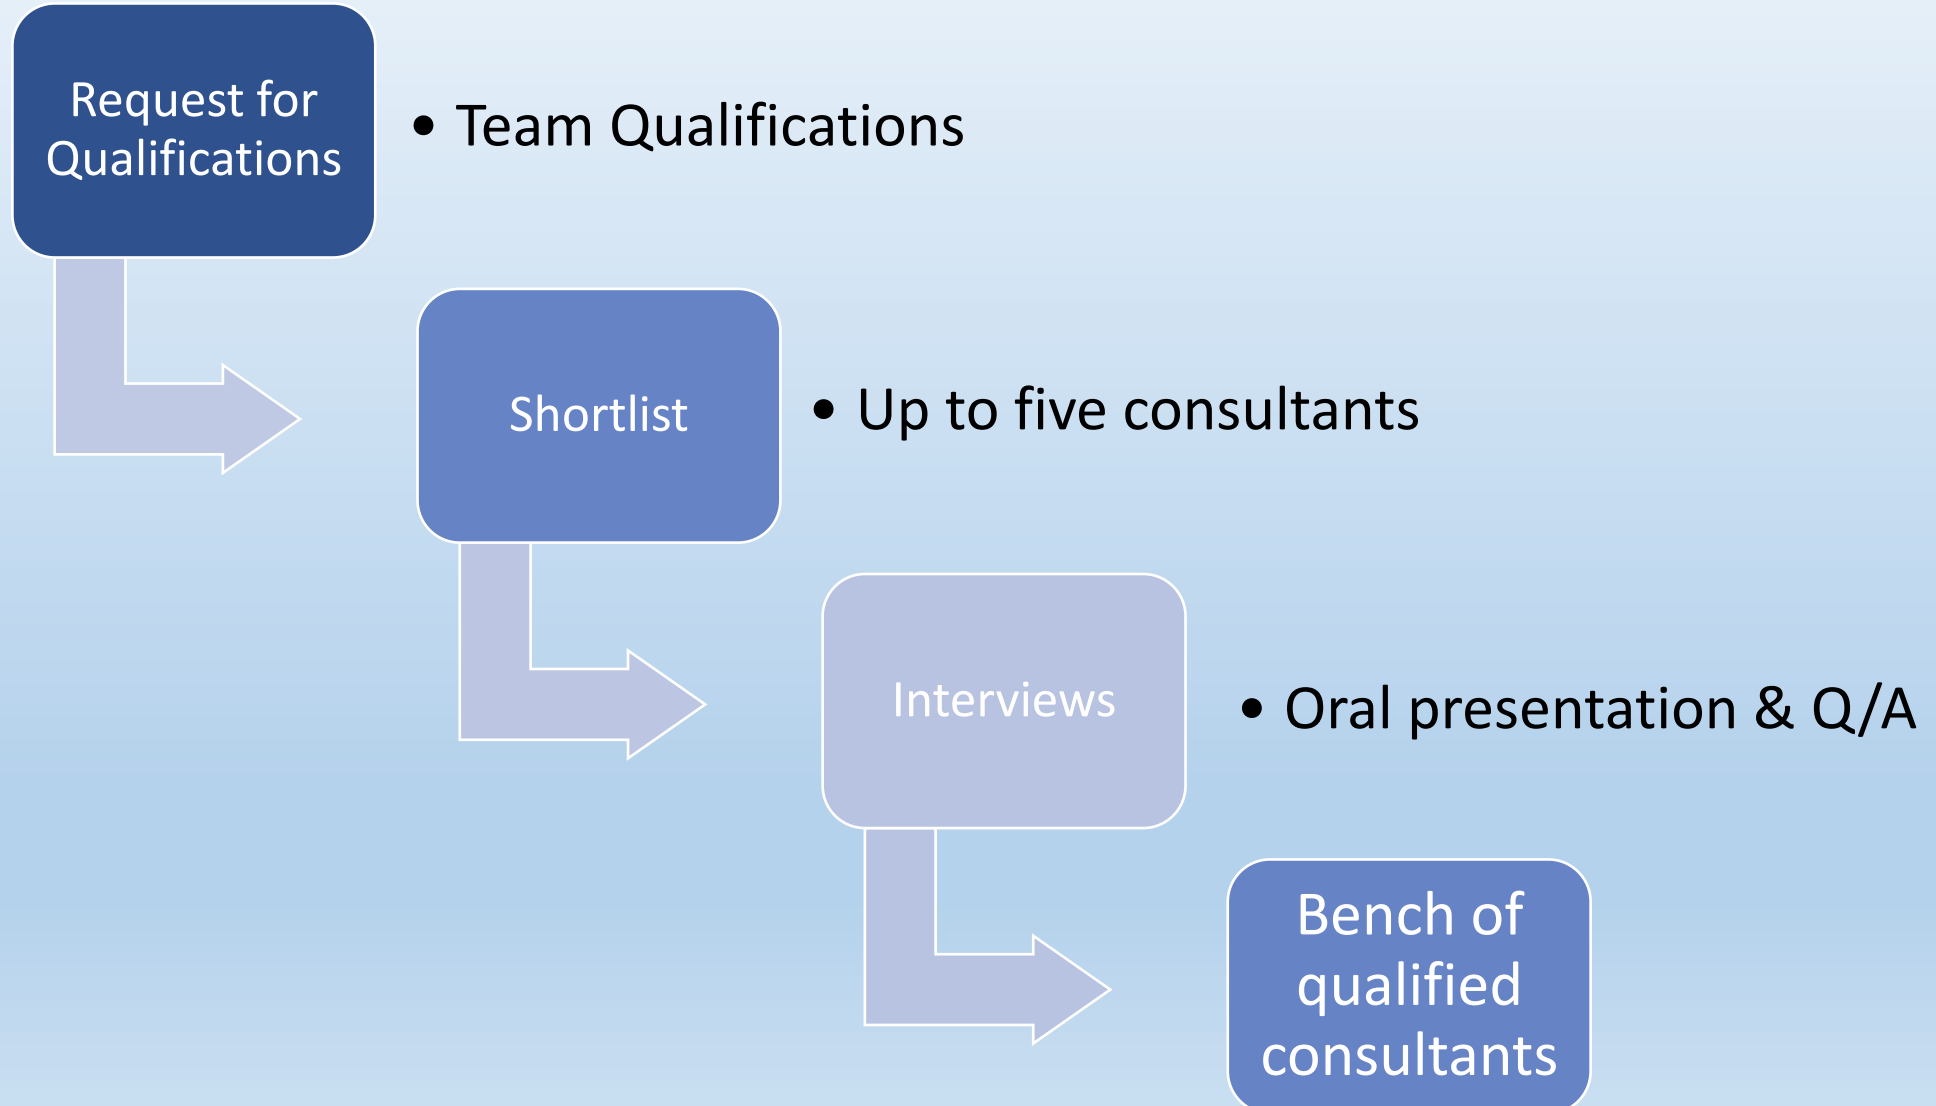 Request for
Qualifications
• Team Qualifications
Shortlist
• Up to five consultants
Interviews
• Oral presentation & Q/A
Bench of
qualified
consultants